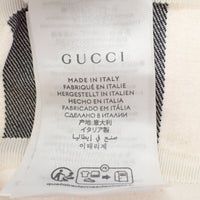 GUCCI
MADE IN ITALY
FABRIQUÉ EN ITALIE
HERGESTELLT IN ITALIEN
HECHO EN ITALIA
FABRICADO EM ITÁLIA
СДЕЛАНО В ИТАЛИИ
产地：意大利
イタリア製
صنع في إيطاليا
이태리제